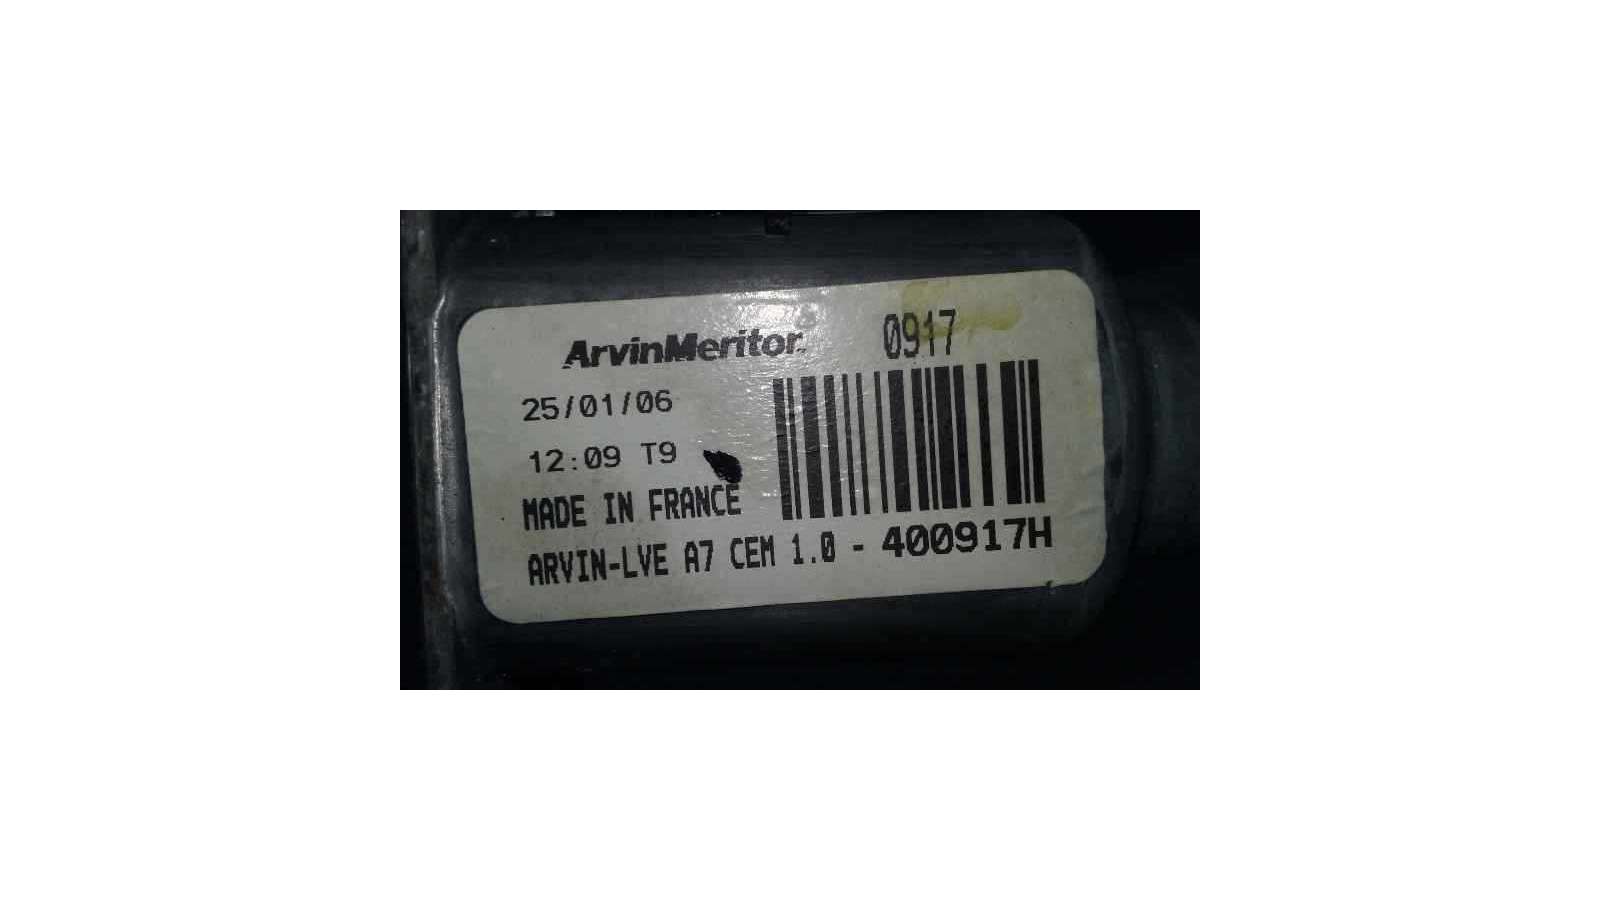 ArvinMeritor
0917
25/01/06
12:09 T9
MADE IN FRANCE
ARVIN-LVE A7 CEM 1.0 - 400917H